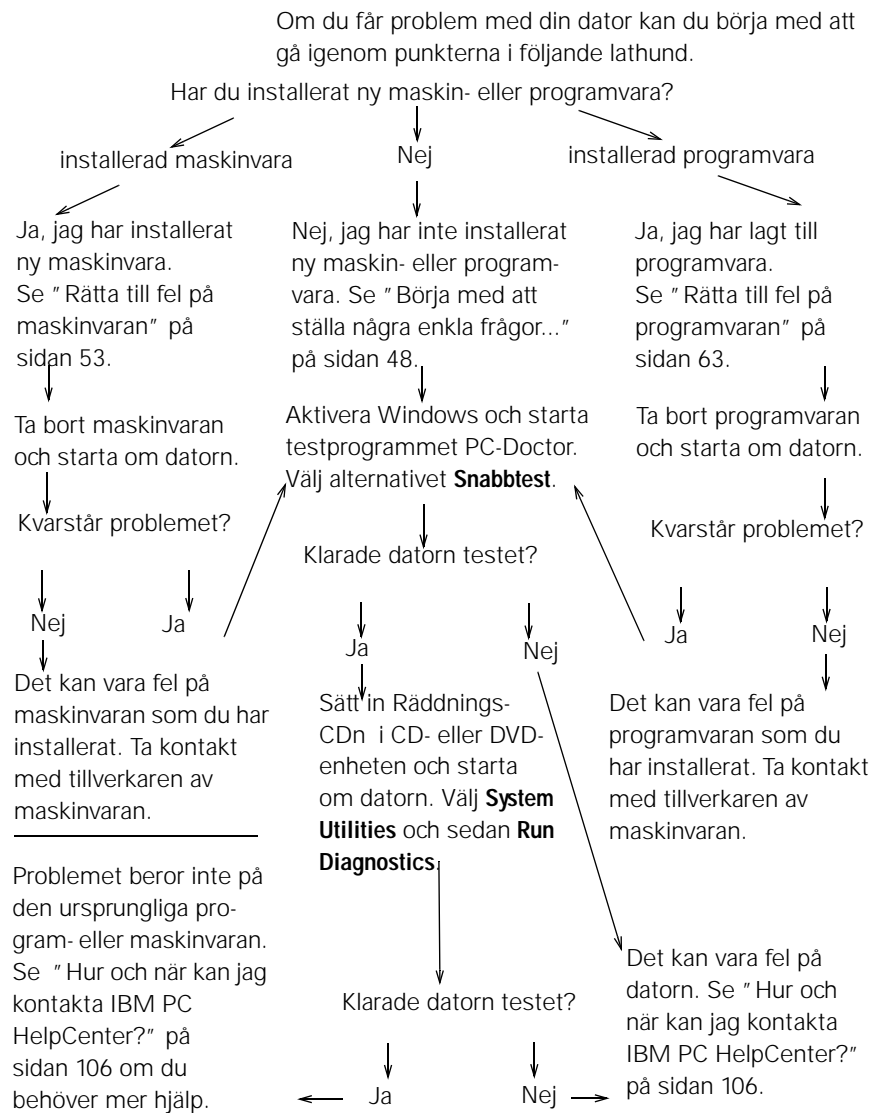 Om du får problem med din dator kan du börja med att
gå igenom punkterna i följande lathund.
Har du installerat ny maskin- eller programvara?
installerad maskinvara
Nej
installerad programvara
Ja, jag har installerat
ny maskinvara.
Se "Rätta till fel på
maskinvaran" på
sidan 53.
Nej, jag har inte installerat
ny maskin- eller program-
vara. Se "Börja med att
ställa några enkla frågor..."
på sidan 48.
Ja, jag har lagt till
programvara.
Se "Rätta till fel på
programvaran" på
sidan 63.
Ta bort maskinvaran
och starta om datorn.
Aktivera Windows och starta
testprogrammet PC-Doctor.
Välj alternativet Snabbtest.
Ta bort programvaran
och starta om datorn.
Kvarstår problemet?
Klarade datorn testet?
Kvarstår problemet?
Nej
Ja
Ja
Nej
Ja
Nej
Det kan vara fel på
maskinvaran som du har
installerat. Ta kontakt
med tillverkaren av
maskinvaran.
Sätt in Räddnings-
CDn i CD- eller DVD-
enheten och starta
om datorn. Välj System
Utilities och sedan Run
Diagnostics.
Det kan vara fel på
programvaran som du
har installerat. Ta kontakt
med tillverkaren av
maskinvaran.
Problemet beror inte på
den ursprungliga pro-
gram- eller maskinvaran.
Se "Hur och när kan jag
kontakta IBM PC
HelpCenter?" på
sidan 106 om du
behöver mer hjälp.
Klarade datorn testet?
Ja
Nej
Det kan vara fel på
datorn. Se "Hur och
när kan jag kontakta
IBM PC HelpCenter?"
på sidan 106.